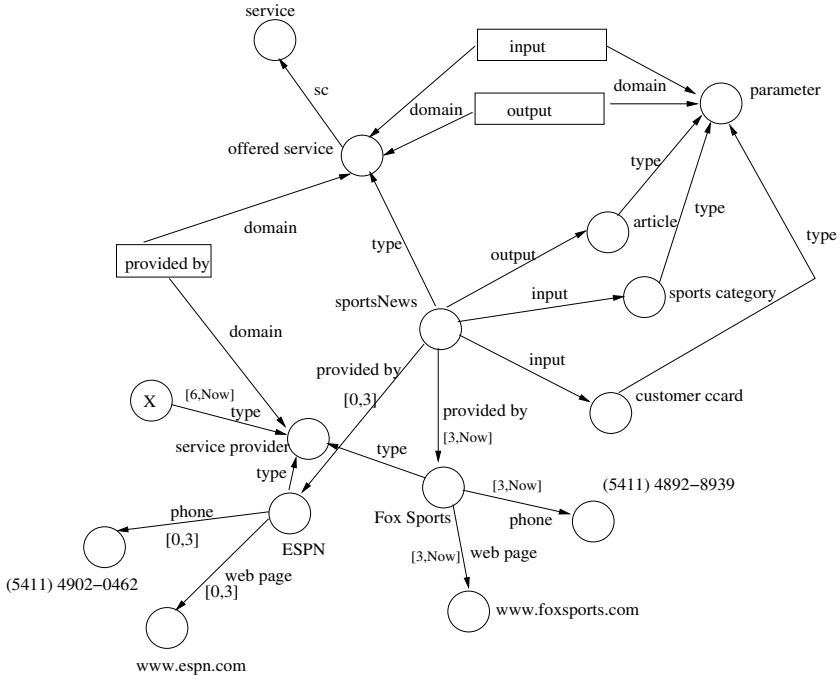 service
input
sc
domain
parameter
output
domain
offered service
type
type
article
type
domain
type
output
provided by
input
sports category
sportsNews
domain
input
provided by
customer ccard
[6,Now]
[0,3]
X
type
provided by
[3,Now]
service provider
type
type
[3,Now]
(5411) 4892−8939
phone
Fox Sports
phone
[0,3]
ESPN
[3,Now]
web page
web page
(5411) 4902−0462
[0,3]
www.foxsports.com
www.espn.com